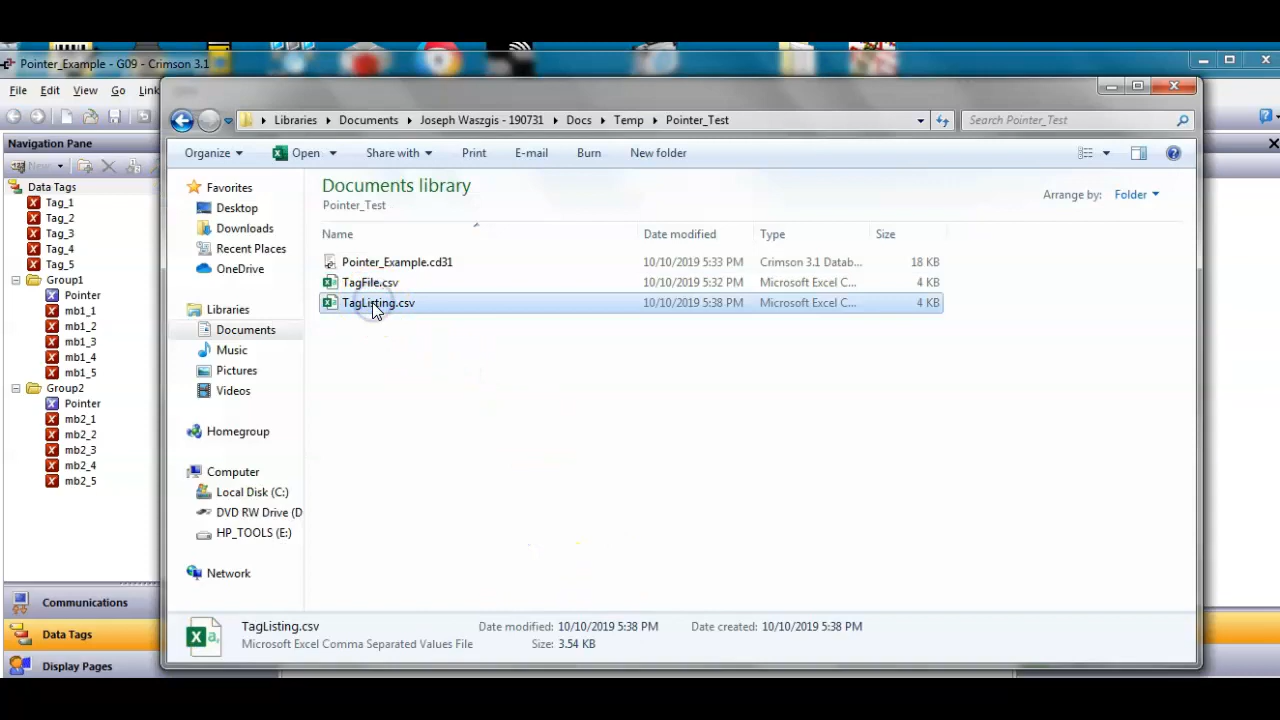 Pointer_Example - G09 - Crimson 3.1
File Edit View Go Link
Libraries Documents Joseph Waszgis - 190731 Docs Temp Pointer_Test
Search Pointer_Test
Navigation Pane
Organize Open Share with Print E-mail Burn New folder
New
Data Tags
Tag_1
Tag_2
Tag_3
Tag_4
Tag_5
Group1
Pointer
mb1_1
mb1_2
mb1_3
mb1_4
mb1_5
Group2
Pointer
mb2_1
mb2_2
mb2_3
mb2_4
mb2_5
Communications
Data Tags
Display Pages
Favorites
Desktop
Downloads
Recent Places
OneDrive
Libraries
Documents
Music
Pictures
Videos
Homegroup
Computer
Local Disk (C:)
DVD RW Drive (D
HP_TOOLS (E:)
Network
Documents library
Pointer_Test
Arrange by: Folder
Name Date modified Type Size
Pointer_Example.cd31 10/10/2019 5:33 PM Crimson 3.1 Datab... 18 KB
TagFile.csv 10/10/2019 5:32 PM Microsoft Excel C... 4 KB
TagListing.csv 10/10/2019 5:38 PM Microsoft Excel C... 4 KB
TagListing.csv Date modified: 10/10/2019 5:38 PM Date created: 10/10/2019 5:38 PM
Microsoft Excel Comma Separated Values File Size: 3.54 KB